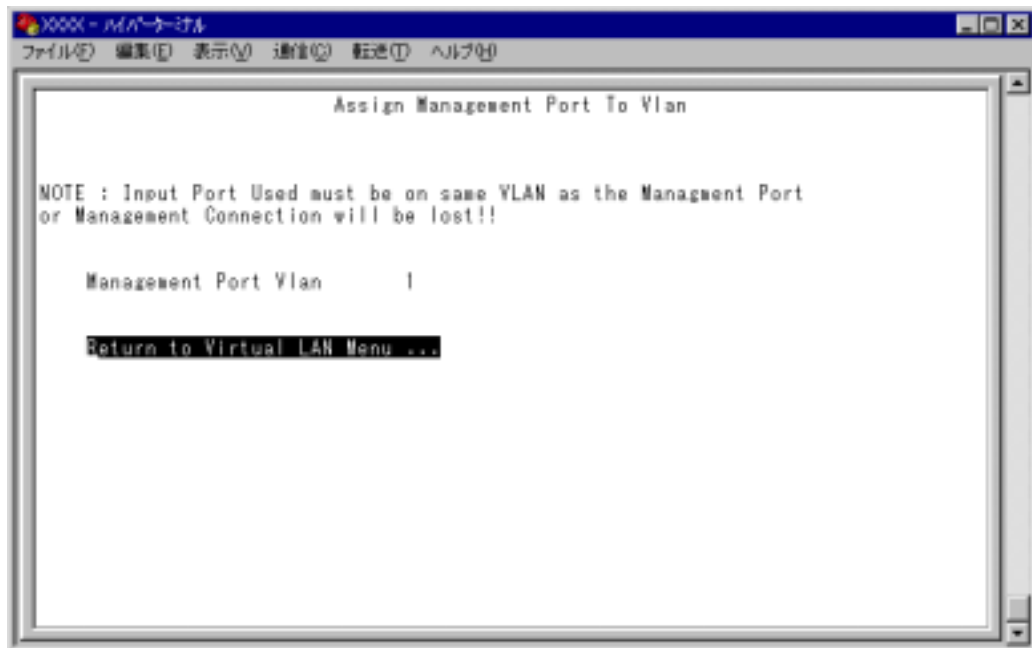 XXXX - ハイパーターミナル
ファイル(F) 編集(E) 表示(V) 通信(C) 転送(T) ヘルプ(H)
Assign Management Port To Vlan
NOTE : Input Port Used must be on same VLAN as the Managment Port
or Management Connection will be lost!!
Management Port Vlan 1
Return to Virtual LAN Menu ...